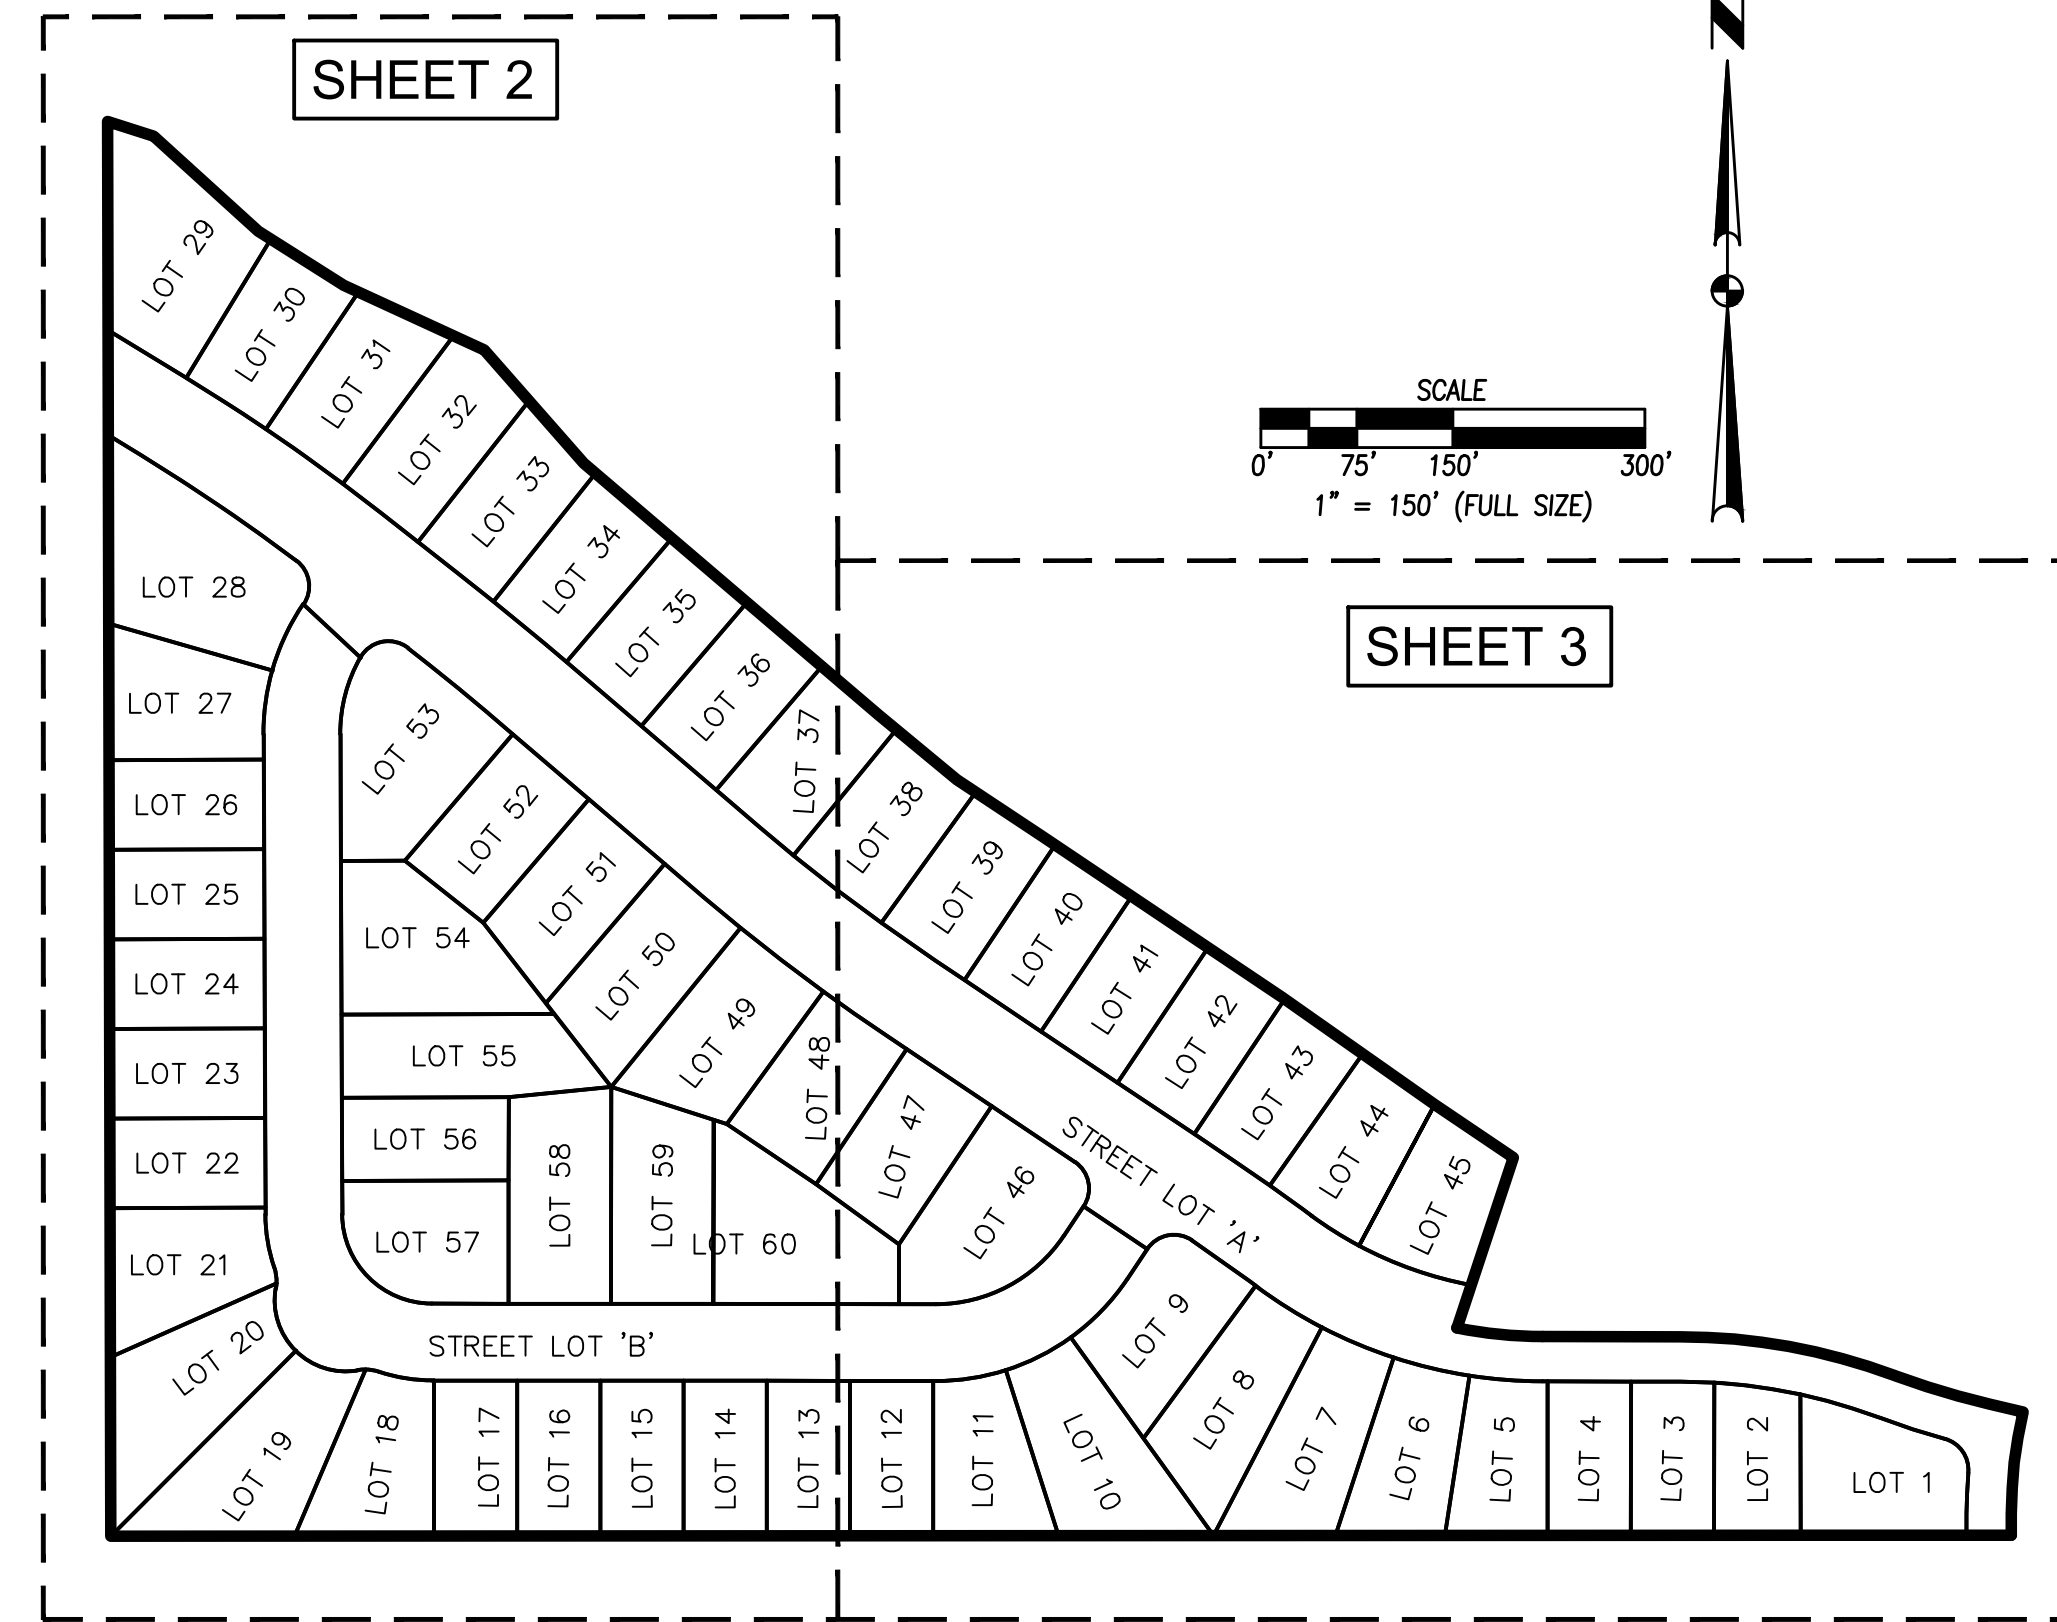 N
SHEET 2
SCALE
0' 75' 150' 300'
1" = 150' (FULL SIZE)
SHEET 3
LOT 29
LOT 30
LOT 31
LOT 32
LOT 33
LOT 34
LOT 35
LOT 36
LOT 37
LOT 38
LOT 39
LOT 40
LOT 41
LOT 42
LOT 43
LOT 44
LOT 45
STREET LOT 'A'
LOT 28
LOT 27
LOT 26
LOT 25
LOT 24
LOT 23
LOT 22
LOT 21
LOT 20
LOT 19
LOT 53
LOT 52
LOT 51
LOT 50
LOT 49
LOT 48
LOT 47
LOT 46
LOT 54
LOT 55
LOT 56
LOT 57
LOT 58
LOT 59
LOT 60
STREET LOT 'B'
LOT 18
LOT 17
LOT 16
LOT 15
LOT 14
LOT 13
LOT 12
LOT 11
LOT 10
LOT 9
LOT 8
LOT 7
LOT 6
LOT 5
LOT 4
LOT 3
LOT 2
LOT 1